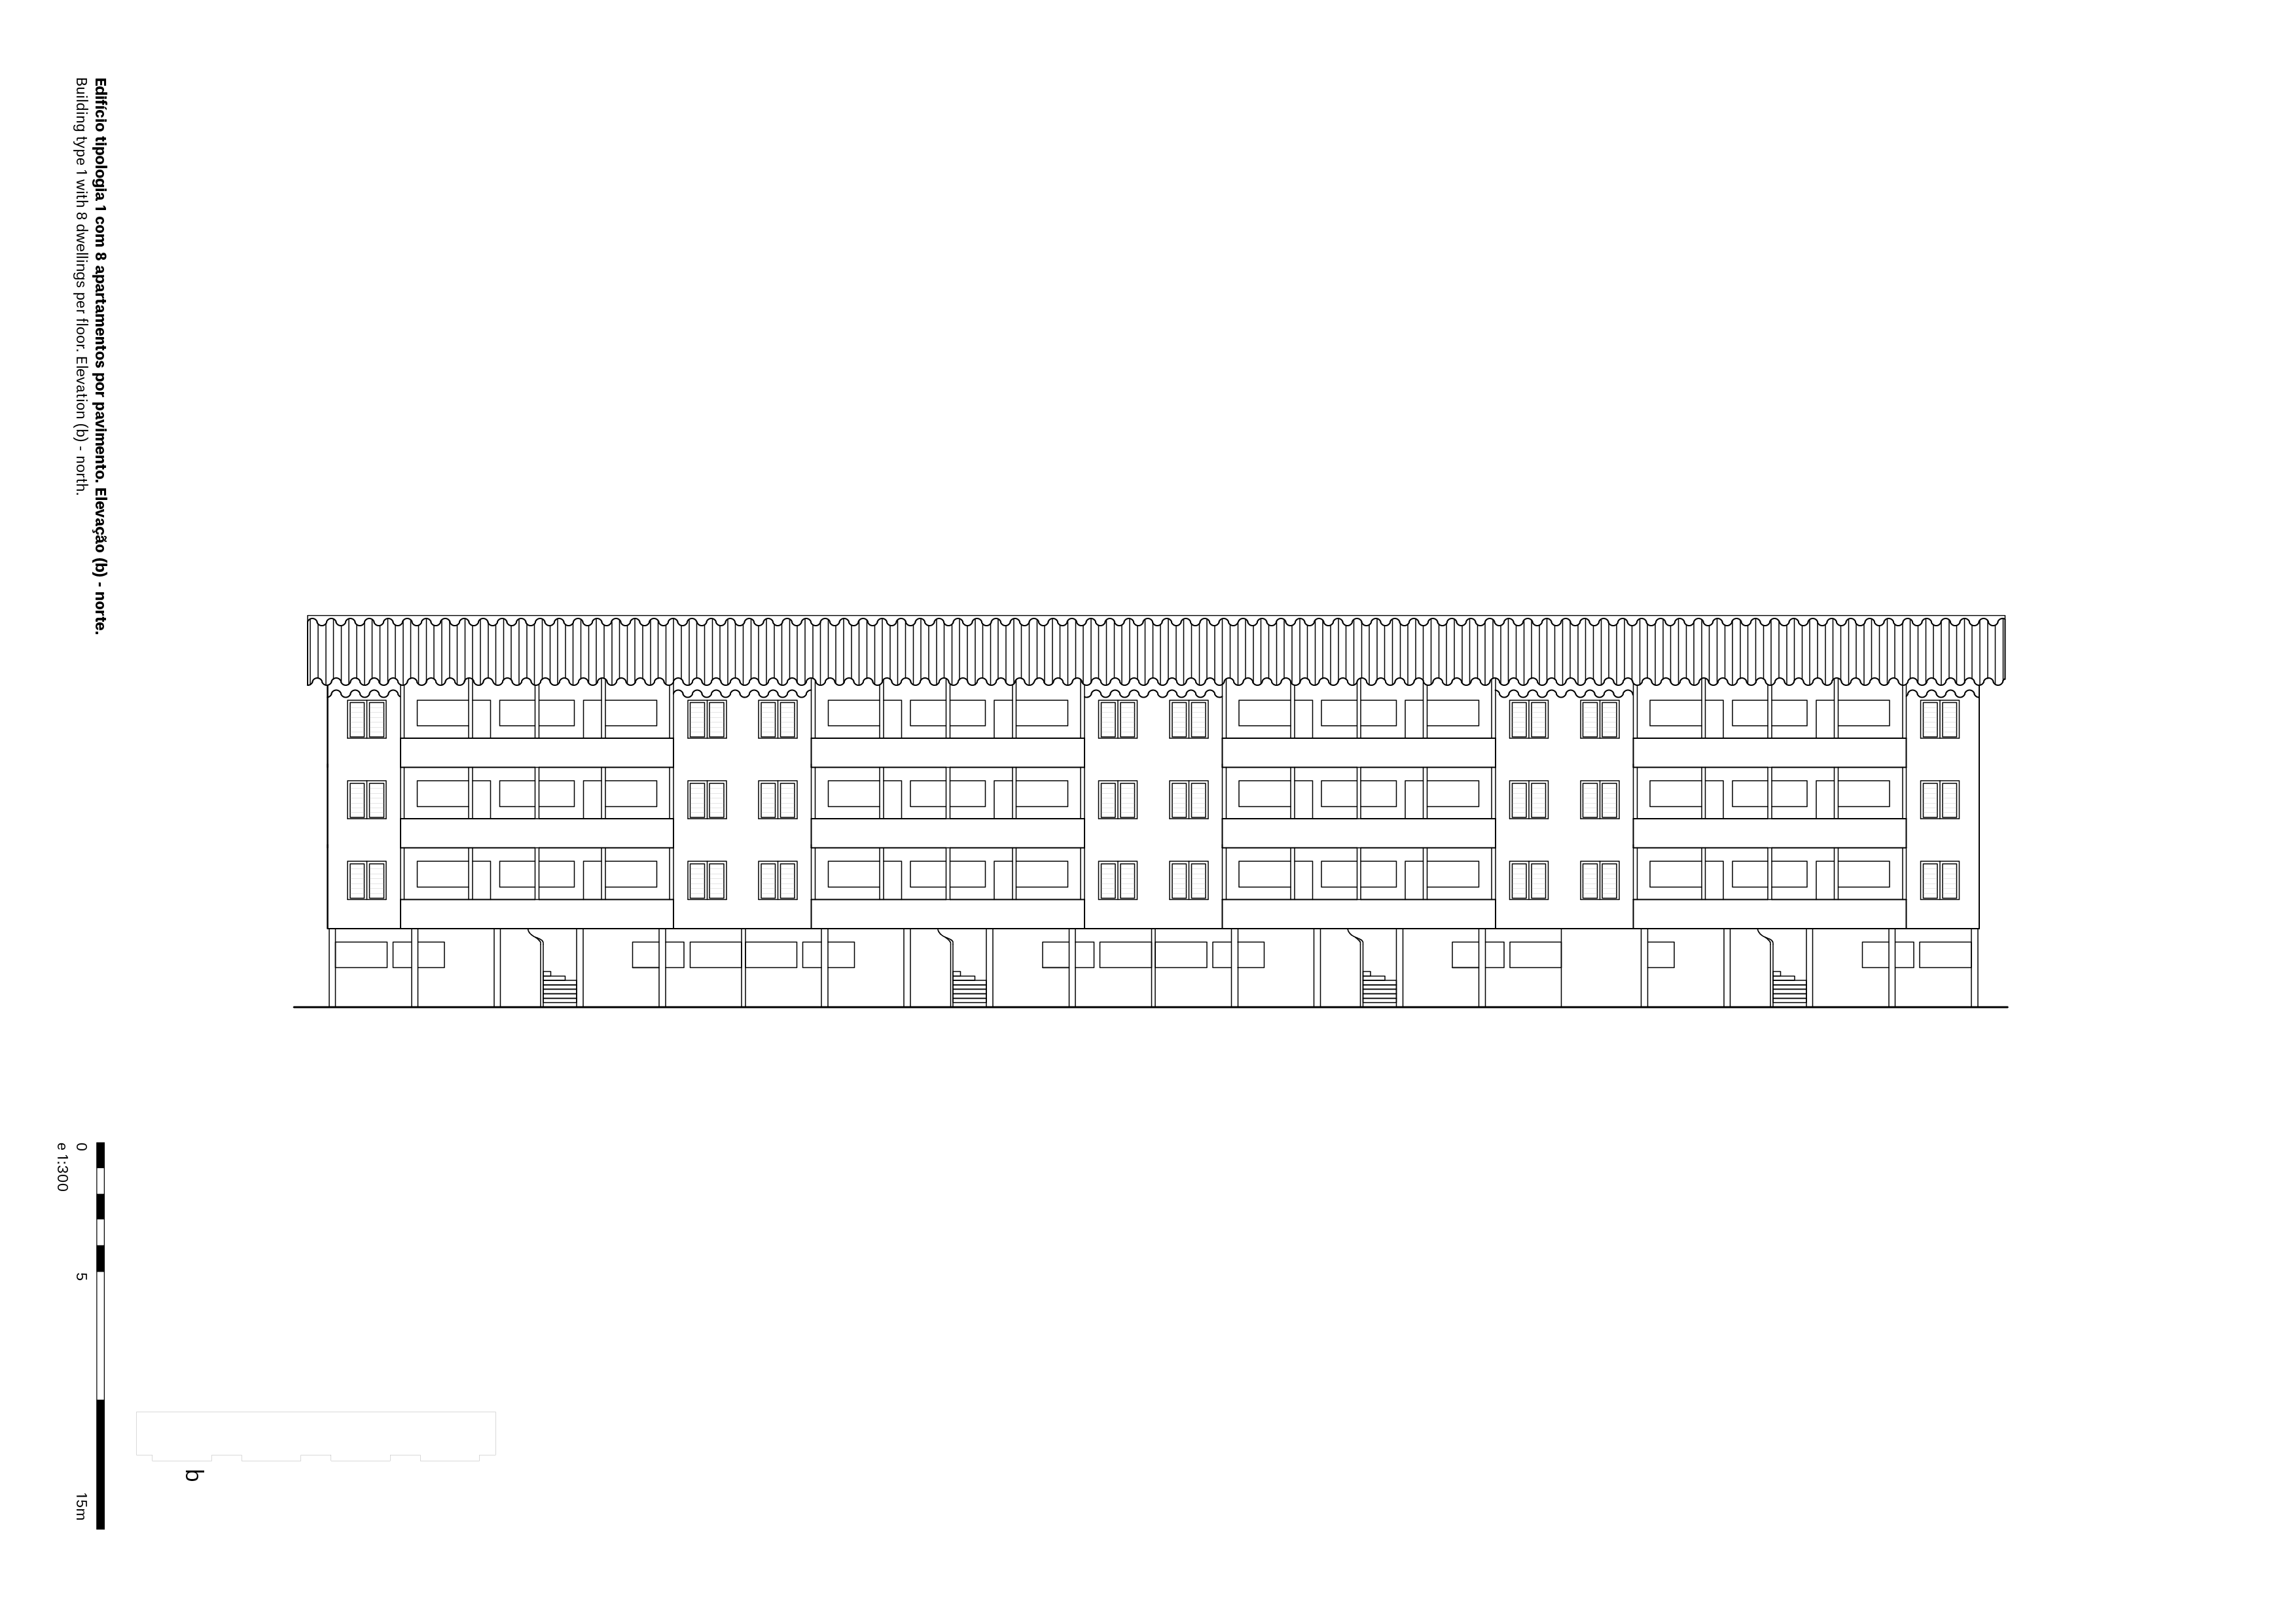 Edifício tipologia 1 com 8 apartamentos por pavimento. Elevação (b) - norte.
Building type 1 with 8 dwellings per floor. Elevation (b) - north.
0 5 15m
e 1:300
b